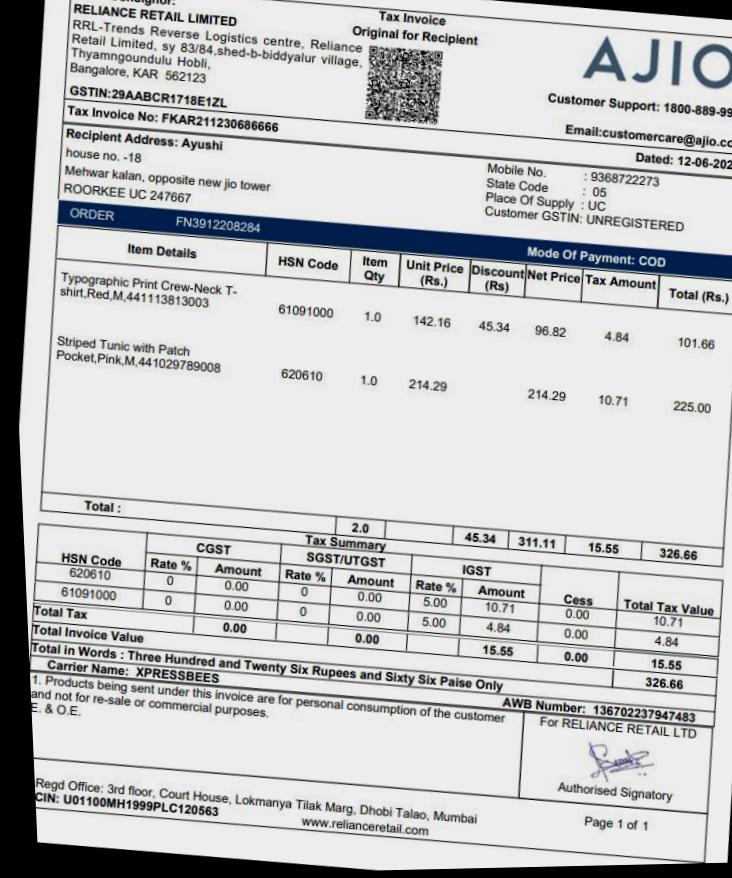 RELIANCE RETAIL LIMITED
RRL-Trends Reverse Logistics centre, Reliance
Retail Limited, sy 83/84,shed-b-biddyalur village,
Thyamngoundulu Hobli,
Bangalore, KAR 562123
GSTIN:29AABCR1718E1ZL
Tax Invoice
Original for Recipient
AJIO
Customer Support: 1800-889-99
Email:customercare@ajio.co
Tax Invoice No: FKAR211230686666
Dated: 12-06-202
Recipient Address: Ayushi
house no. -18
Mehwar kalan, opposite new jio tower
ROORKEE UC 247667
Mobile No. : 9368722273
State Code : 05
Place Of Supply : UC
Customer GSTIN: UNREGISTERED
ORDER FN3912208284 Mode Of Payment: COD
Item Details HSN Code Item Qty Unit Price (Rs.) Discount (Rs) Net Price Tax Amount Total (Rs.)
Typographic Print Crew-Neck T-
shirt,Red,M,441113813003 61091000 1.0 142.16 45.34 96.82 4.84 101.66
Striped Tunic with Patch
Pocket,Pink,M,441029789008 620610 1.0 214.29 214.29 10.71 225.00
Total : 2.0 45.34 311.11 15.55 326.66
Tax Summary
HSN Code CGST SGST/UTGST IGST Cess Total Tax Value
Rate % Amount Rate % Amount Rate % Amount
620610 0 0.00 0 0.00 5.00 10.71 0.00 10.71
61091000 0 0.00 0 0.00 5.00 4.84 0.00 4.84
Total Tax 0.00 0.00 15.55 0.00 15.55
Total Invoice Value 326.66
Total in Words : Three Hundred and Twenty Six Rupees and Sixty Six Paise Only
Carrier Name: XPRESSBEES AWB Number: 136702237947483
1. Products being sent under this invoice are for personal consumption of the customer
and not for re-sale or commercial purposes.
E. & O.E.
For RELIANCE RETAIL LTD
Authorised Signatory
Regd Office: 3rd floor, Court House, Lokmanya Tilak Marg, Dhobi Talao, Mumbai
CIN: U01100MH1999PLC120563
www.relianceretail.com
Page 1 of 1